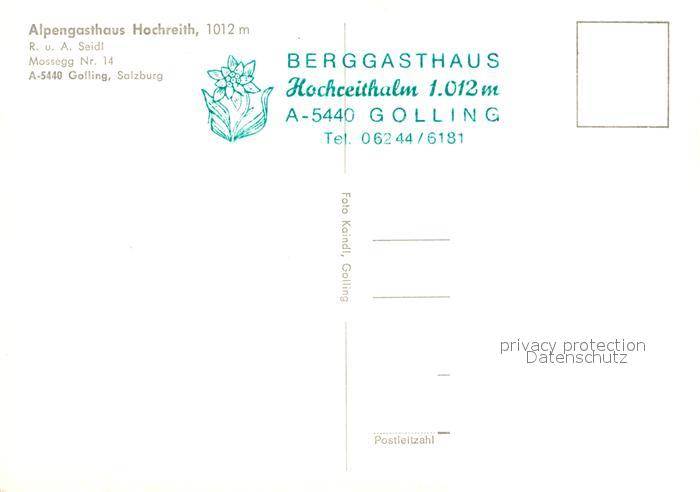 Alpengasthaus Hochreith, 1012 m
R. u. A. Seidl
Mossegg Nr. 14
A-5440 Golling, Salzburg
BERGGASTHAUS
Hochreithalm 1.012 m
A-5440 GOLLING
Tel. 06244/6181
Foto Kaindl, Golling
privacy protection
Datenschutz
Postleitzahl